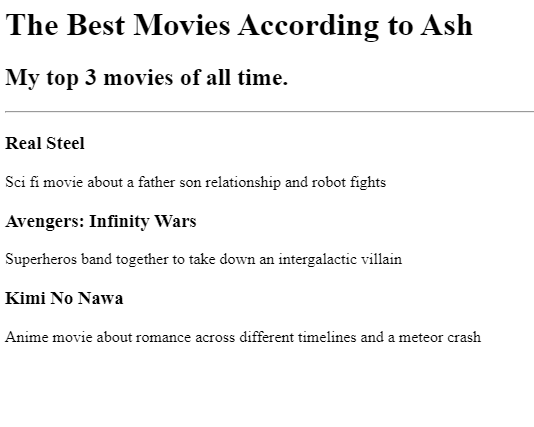 The Best Movies According to Ash
My top 3 movies of all time.
Real Steel
Sci fi movie about a father son relationship and robot fights
Avengers: Infinity Wars
Superheros band together to take down an intergalactic villain
Kimi No Nawa
Anime movie about romance across different timelines and a meteor crash